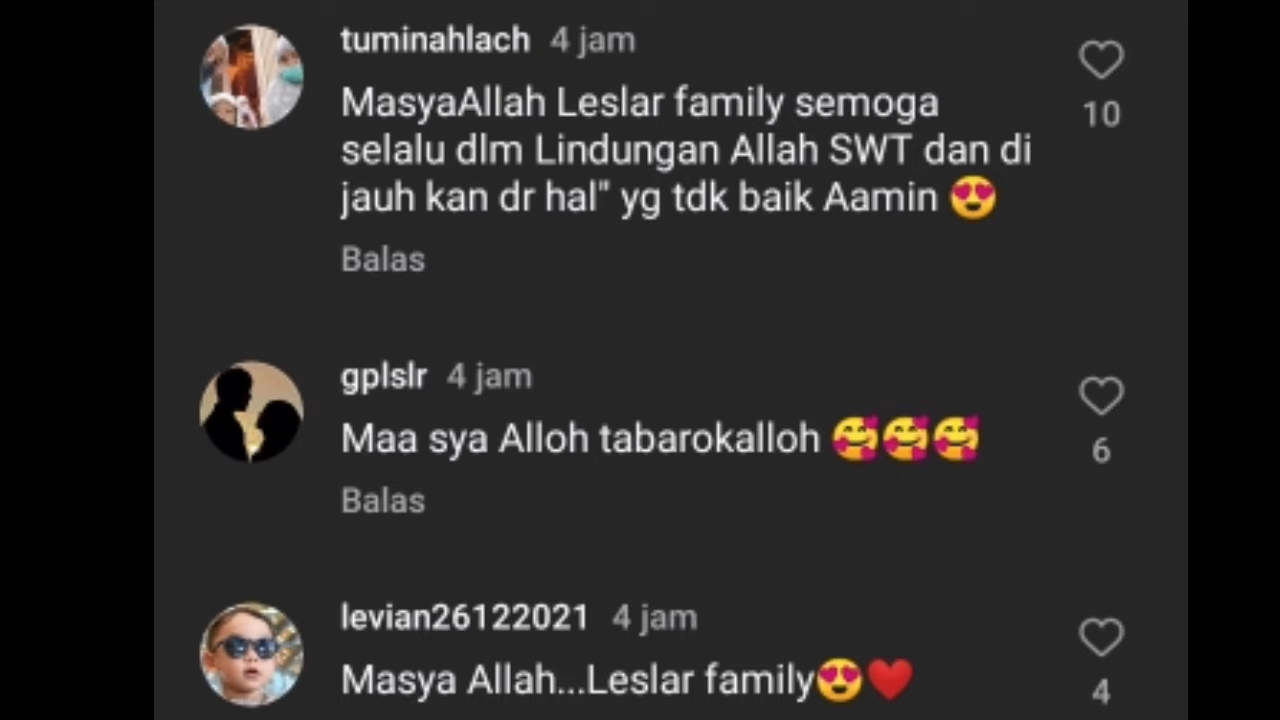 tuminahlach 4 jam
MasyaAllah Leslar family semoga
selalu dlm Lindungan Allah SWT dan di
jauh kan dr hal" yg tdk baik Aamin 😍
10
Balas
gplslr 4 jam
Maa sya Alloh tabarokalloh 🥰🥰🥰
6
Balas
levian26122021 4 jam
Masya Allah...Leslar family😍❤️
4